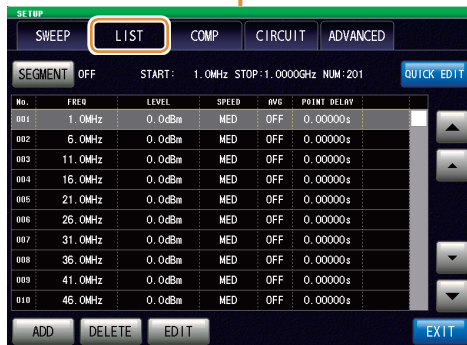 SETUP
SWEEP LIST COMP CIRCUIT ADVANCED
SEGMENT OFF START: 1.0MHz STOP:1.0000GHz NUM:201 QUICK EDIT
No. FREQ LEVEL SPEED AVG POINT DELAY
001 1.0MHz 0.0dBm MED OFF 0.00000s
002 6.0MHz 0.0dBm MED OFF 0.00000s
003 11.0MHz 0.0dBm MED OFF 0.00000s
004 16.0MHz 0.0dBm MED OFF 0.00000s
005 21.0MHz 0.0dBm MED OFF 0.00000s
006 26.0MHz 0.0dBm MED OFF 0.00000s
007 31.0MHz 0.0dBm MED OFF 0.00000s
008 36.0MHz 0.0dBm MED OFF 0.00000s
009 41.0MHz 0.0dBm MED OFF 0.00000s
010 46.0MHz 0.0dBm MED OFF 0.00000s
ADD DELETE EDIT EXIT